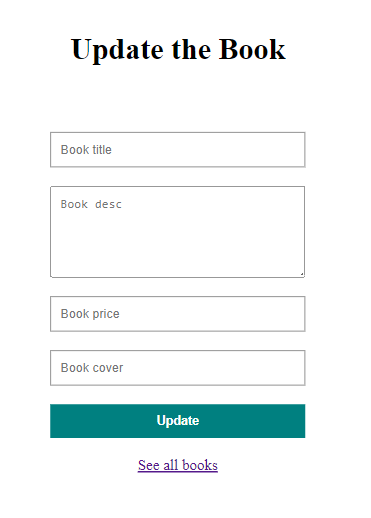 Update the Book
Book title
Book desc
Book price
Book cover
Update
See all books